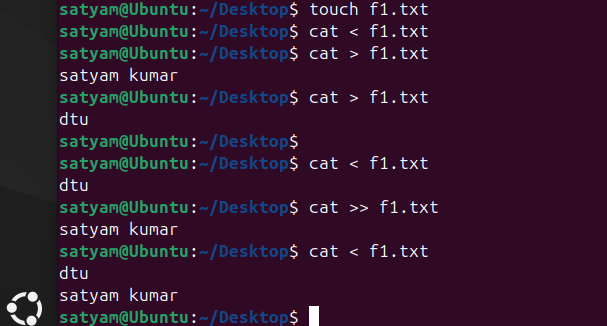 satyam@Ubuntu:~/Desktop$ touch f1.txt
satyam@Ubuntu:~/Desktop$ cat < f1.txt
satyam@Ubuntu:~/Desktop$ cat > f1.txt
satyam kumar
satyam@Ubuntu:~/Desktop$ cat > f1.txt
dtu
satyam@Ubuntu:~/Desktop$
satyam@Ubuntu:~/Desktop$ cat < f1.txt
dtu
satyam@Ubuntu:~/Desktop$ cat >> f1.txt
satyam kumar
satyam@Ubuntu:~/Desktop$ cat < f1.txt
dtu
satyam kumar
satyam@Ubuntu:~/Desktop$